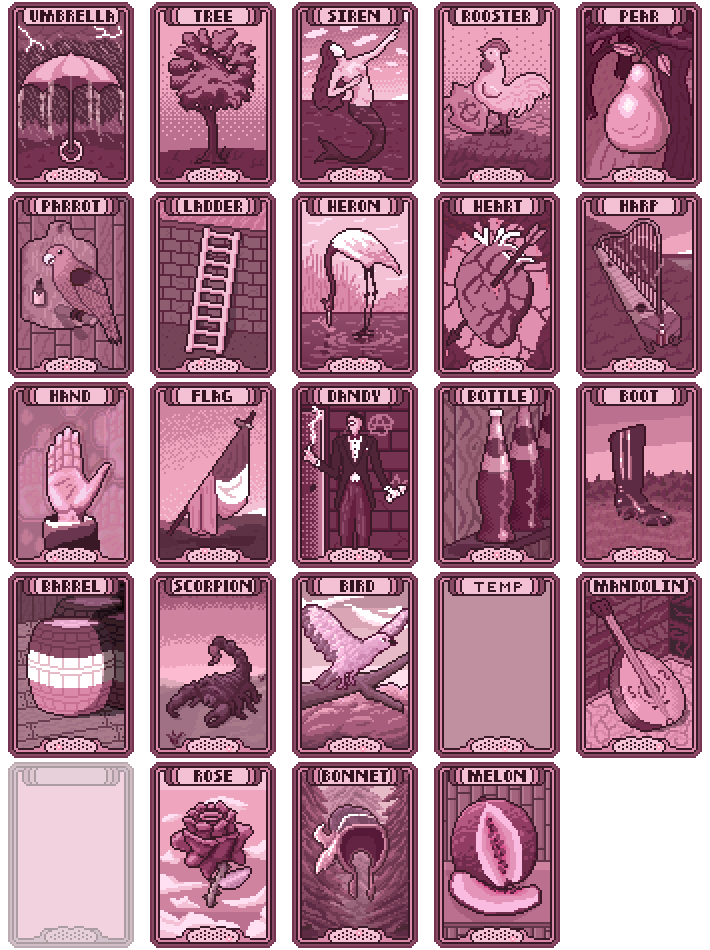 UMBRELLA
TREE
SIREN
ROOSTER
PEAR
PARROT
LADDER
HERON
HEART
HARP
HAND
FLAG
DANDY
BOTTLE
BOOT
BARREL
SCORPION
BIRD
TEMP
MANDOLIN
ROSE
BONNET
MELON